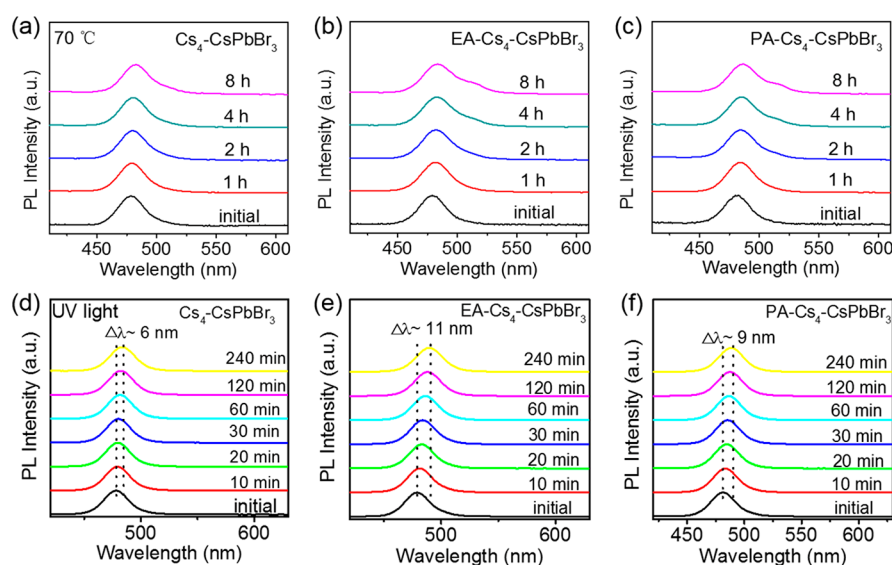 (a)
70 ℃
Cs₄-CsPbBr₃
8 h
4 h
2 h
1 h
initial
PL Intensity (a.u.)
450 500 550 600
Wavelength (nm)
(b)
EA-Cs₄-CsPbBr₃
8 h
4 h
2 h
1 h
initial
PL Intensity (a.u.)
450 500 550 600
Wavelength (nm)
(c)
PA-Cs₄-CsPbBr₃
8 h
4 h
2 h
1 h
initial
PL Intensity (a.u.)
450 500 550 600
Wavelength (nm)
(d)
UV light
Cs₄-CsPbBr₃
△λ~ 6 nm
240 min
120 min
60 min
30 min
20 min
10 min
initial
PL Intensity (a.u.)
500 600
Wavelength (nm)
(e)
EA-Cs₄-CsPbBr₃
△λ~ 11 nm
240 min
120 min
60 min
30 min
20 min
10 min
initial
PL Intensity (a.u.)
450 500 550 600
Wavelength (nm)
(f)
PA-Cs₄-CsPbBr₃
△λ~ 9 nm
240 min
120 min
60 min
30 min
20 min
10 min
initial
PL Intensity (a.u.)
450 500 550 600
Wavelength (nm)